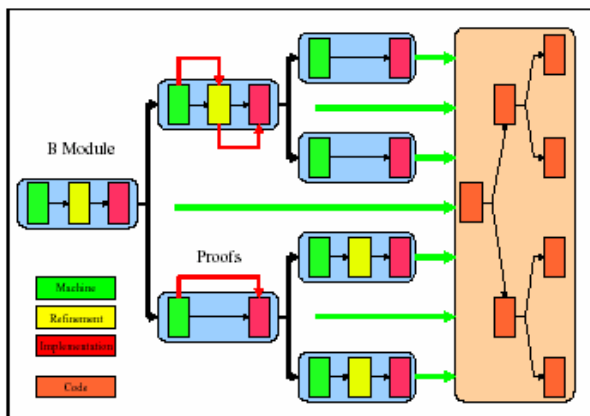 B Module
Proofs
Machine
Refinement
Implementation
Code